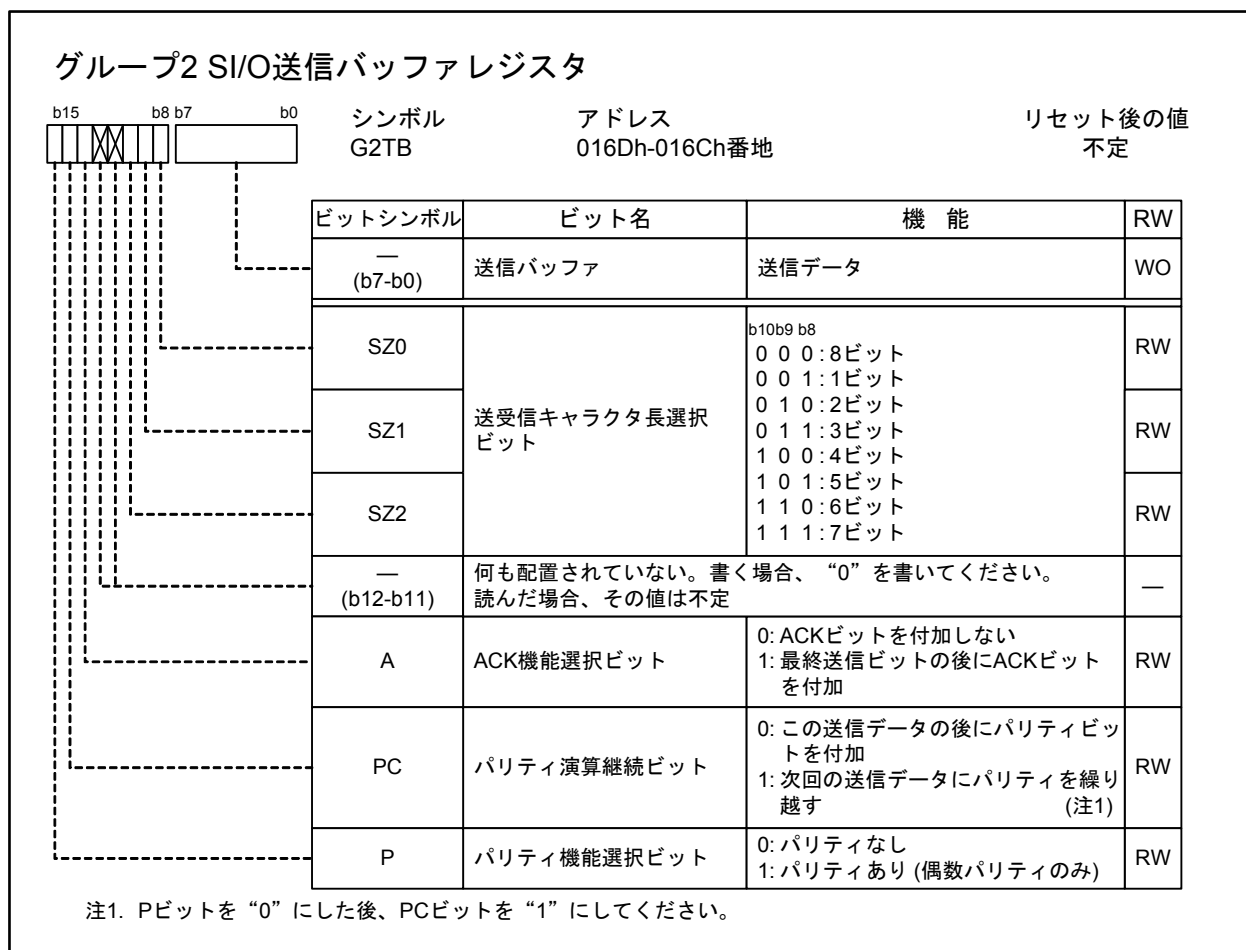 グループ2 SI/O送信バッファレジスタ
b15 b8 b7 b0
シンボル アドレス リセット後の値
G2TB 016Dh-016Ch番地 不定
ビットシンボル ビット名 機 能 RW
—
(b7-b0) 送信バッファ 送信データ WO
SZ0
SZ1
SZ2
送受信キャラクタ長選択
ビット
b10b9 b8
0 0 0:8ビット
0 0 1:1ビット
0 1 0:2ビット
0 1 1:3ビット
1 0 0:4ビット
1 0 1:5ビット
1 1 0:6ビット
1 1 1:7ビット
RW
RW
RW
—
(b12-b11)
何も配置されていない。書く場合、“0”を書いてください。
読んだ場合、その値は不定
—
A ACK機能選択ビット
0: ACKビットを付加しない
1: 最終送信ビットの後にACKビット
を付加
RW
PC パリティ演算継続ビット
0: この送信データの後にパリティビッ
トを付加
1: 次回の送信データにパリティを繰り
越す (注1)
RW
P パリティ機能選択ビット
0: パリティなし
1: パリティあり (偶数パリティのみ)
RW
注1. Pビットを“0”にした後、PCビットを“1”にしてください。